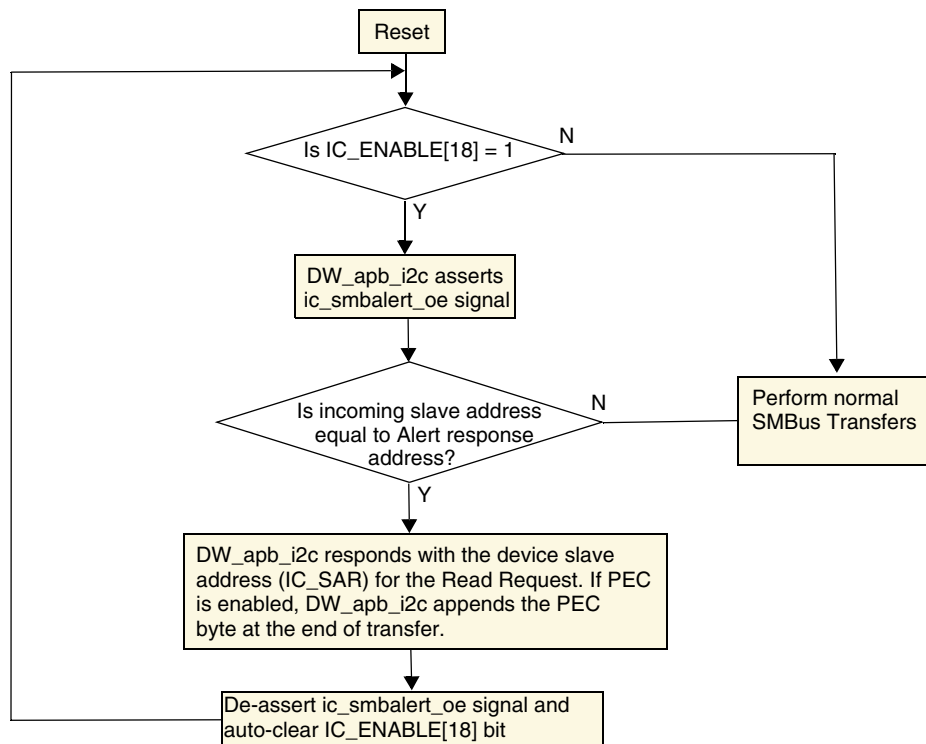 Reset
Is IC_ENABLE[18] = 1
N
Y
DW_apb_i2c asserts
ic_smbalert_oe signal
Is incoming slave address
equal to Alert response
address?
N
Perform normal
SMBus Transfers
Y
DW_apb_i2c responds with the device slave
address (IC_SAR) for the Read Request. If PEC
is enabled, DW_apb_i2c appends the PEC
byte at the end of transfer.
De-assert ic_smbalert_oe signal and
auto-clear IC_ENABLE[18] bit